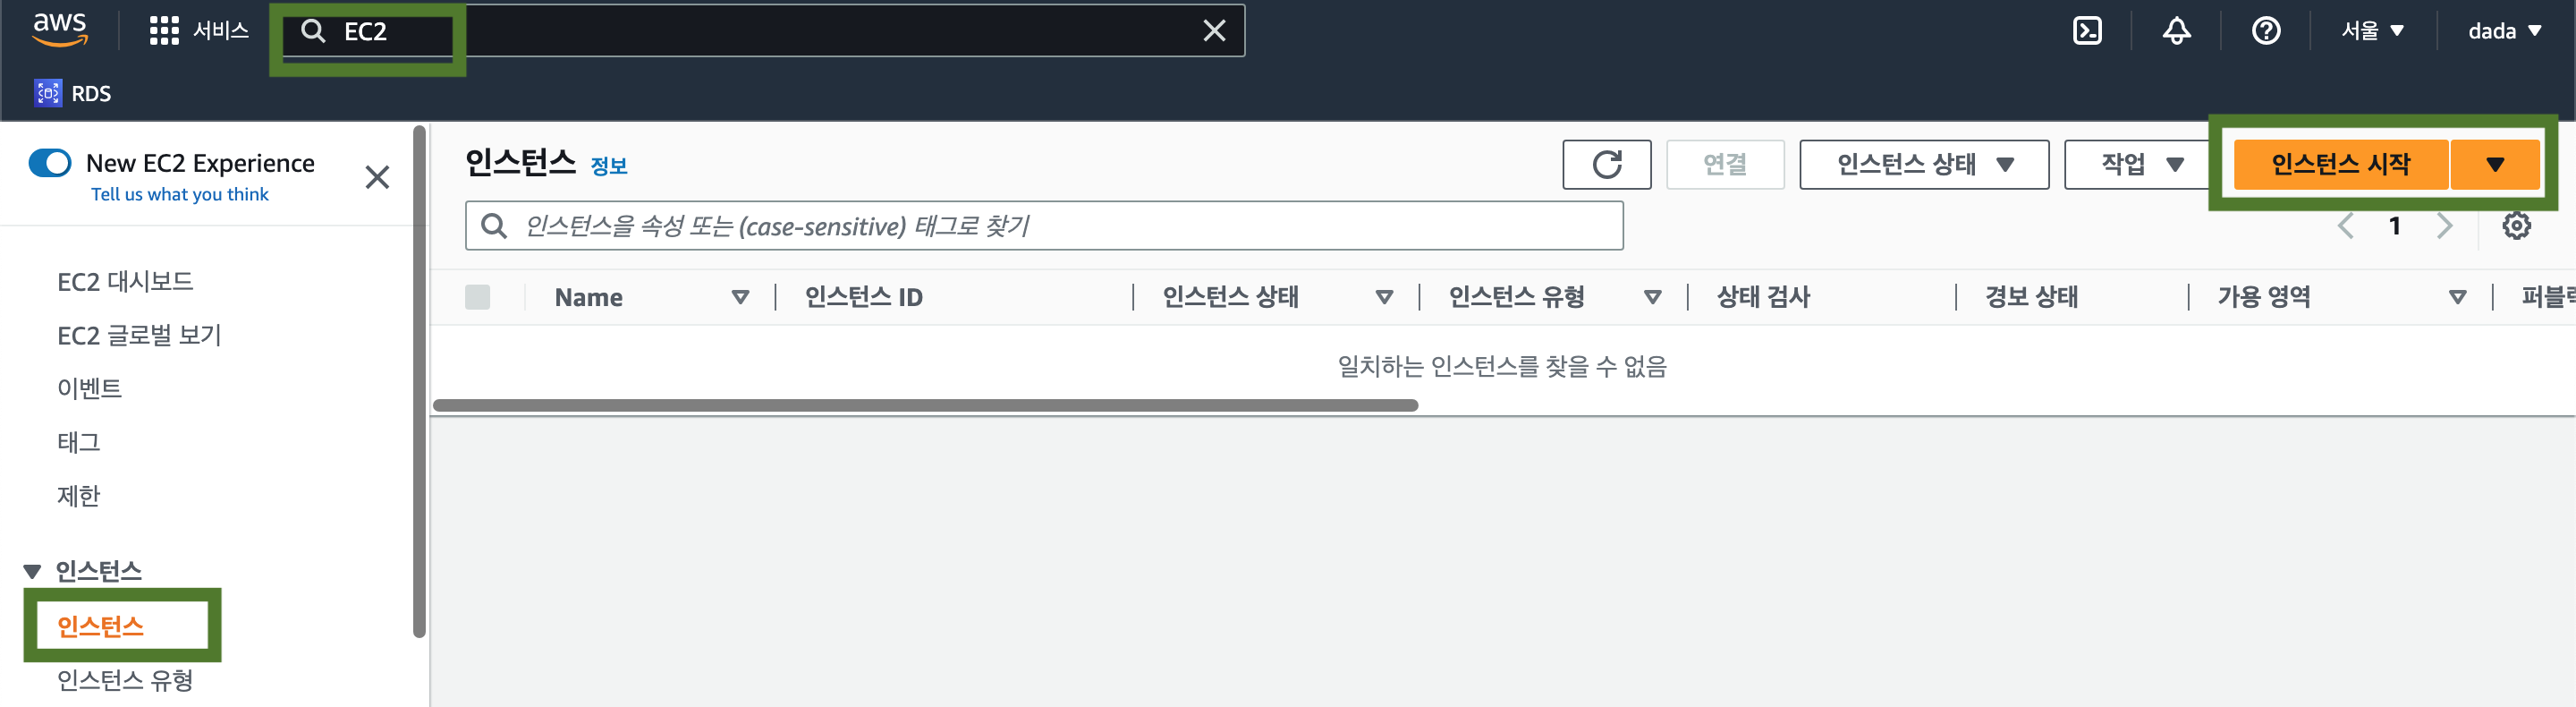 aws 서비스 EC2 서울 dada
RDS
New EC2 Experience
Tell us what you think
EC2 대시보드
EC2 글로벌 보기
이벤트
태그
제한
인스턴스
인스턴스
인스턴스 유형
인스턴스 정보 연결 인스턴스 상태 작업 인스턴스 시작
인스턴스을 속성 또는 (case-sensitive) 태그로 찾기 1
Name 인스턴스 ID 인스턴스 상태 인스턴스 유형 상태 검사 경보 상태 가용 영역
일치하는 인스턴스를 찾을 수 없음